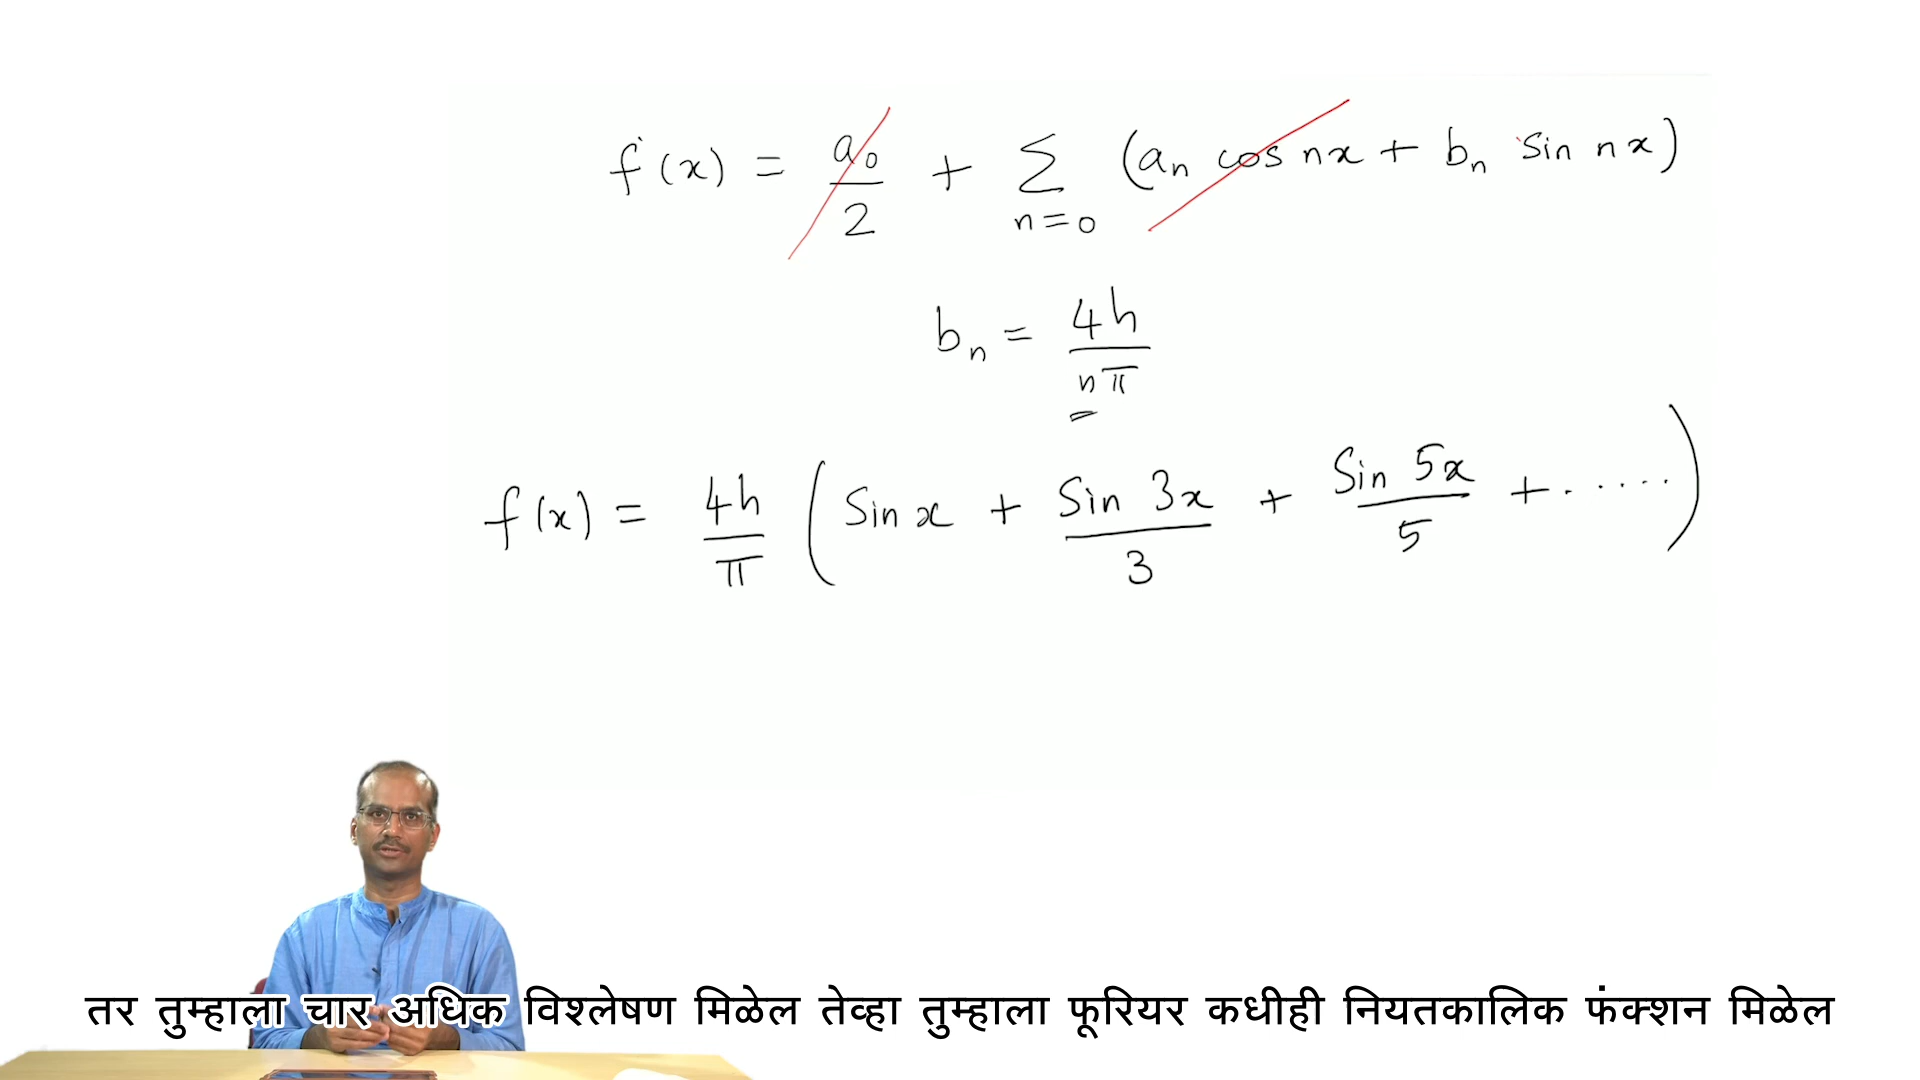 f(x) = a₀/2 + Σ n=0 (aₙ cos nx + bₙ sin nx)
bₙ = 4h/nπ
f(x) = 4h/π (Sin x + Sin 3x/3 + Sin 5x/5 + ......)
तर तुम्हाला चार अधिक विश्लेषण मिळेल तेव्हा तुम्हाला फूरियर कधीही नियतकालिक फंक्शन मिळेल